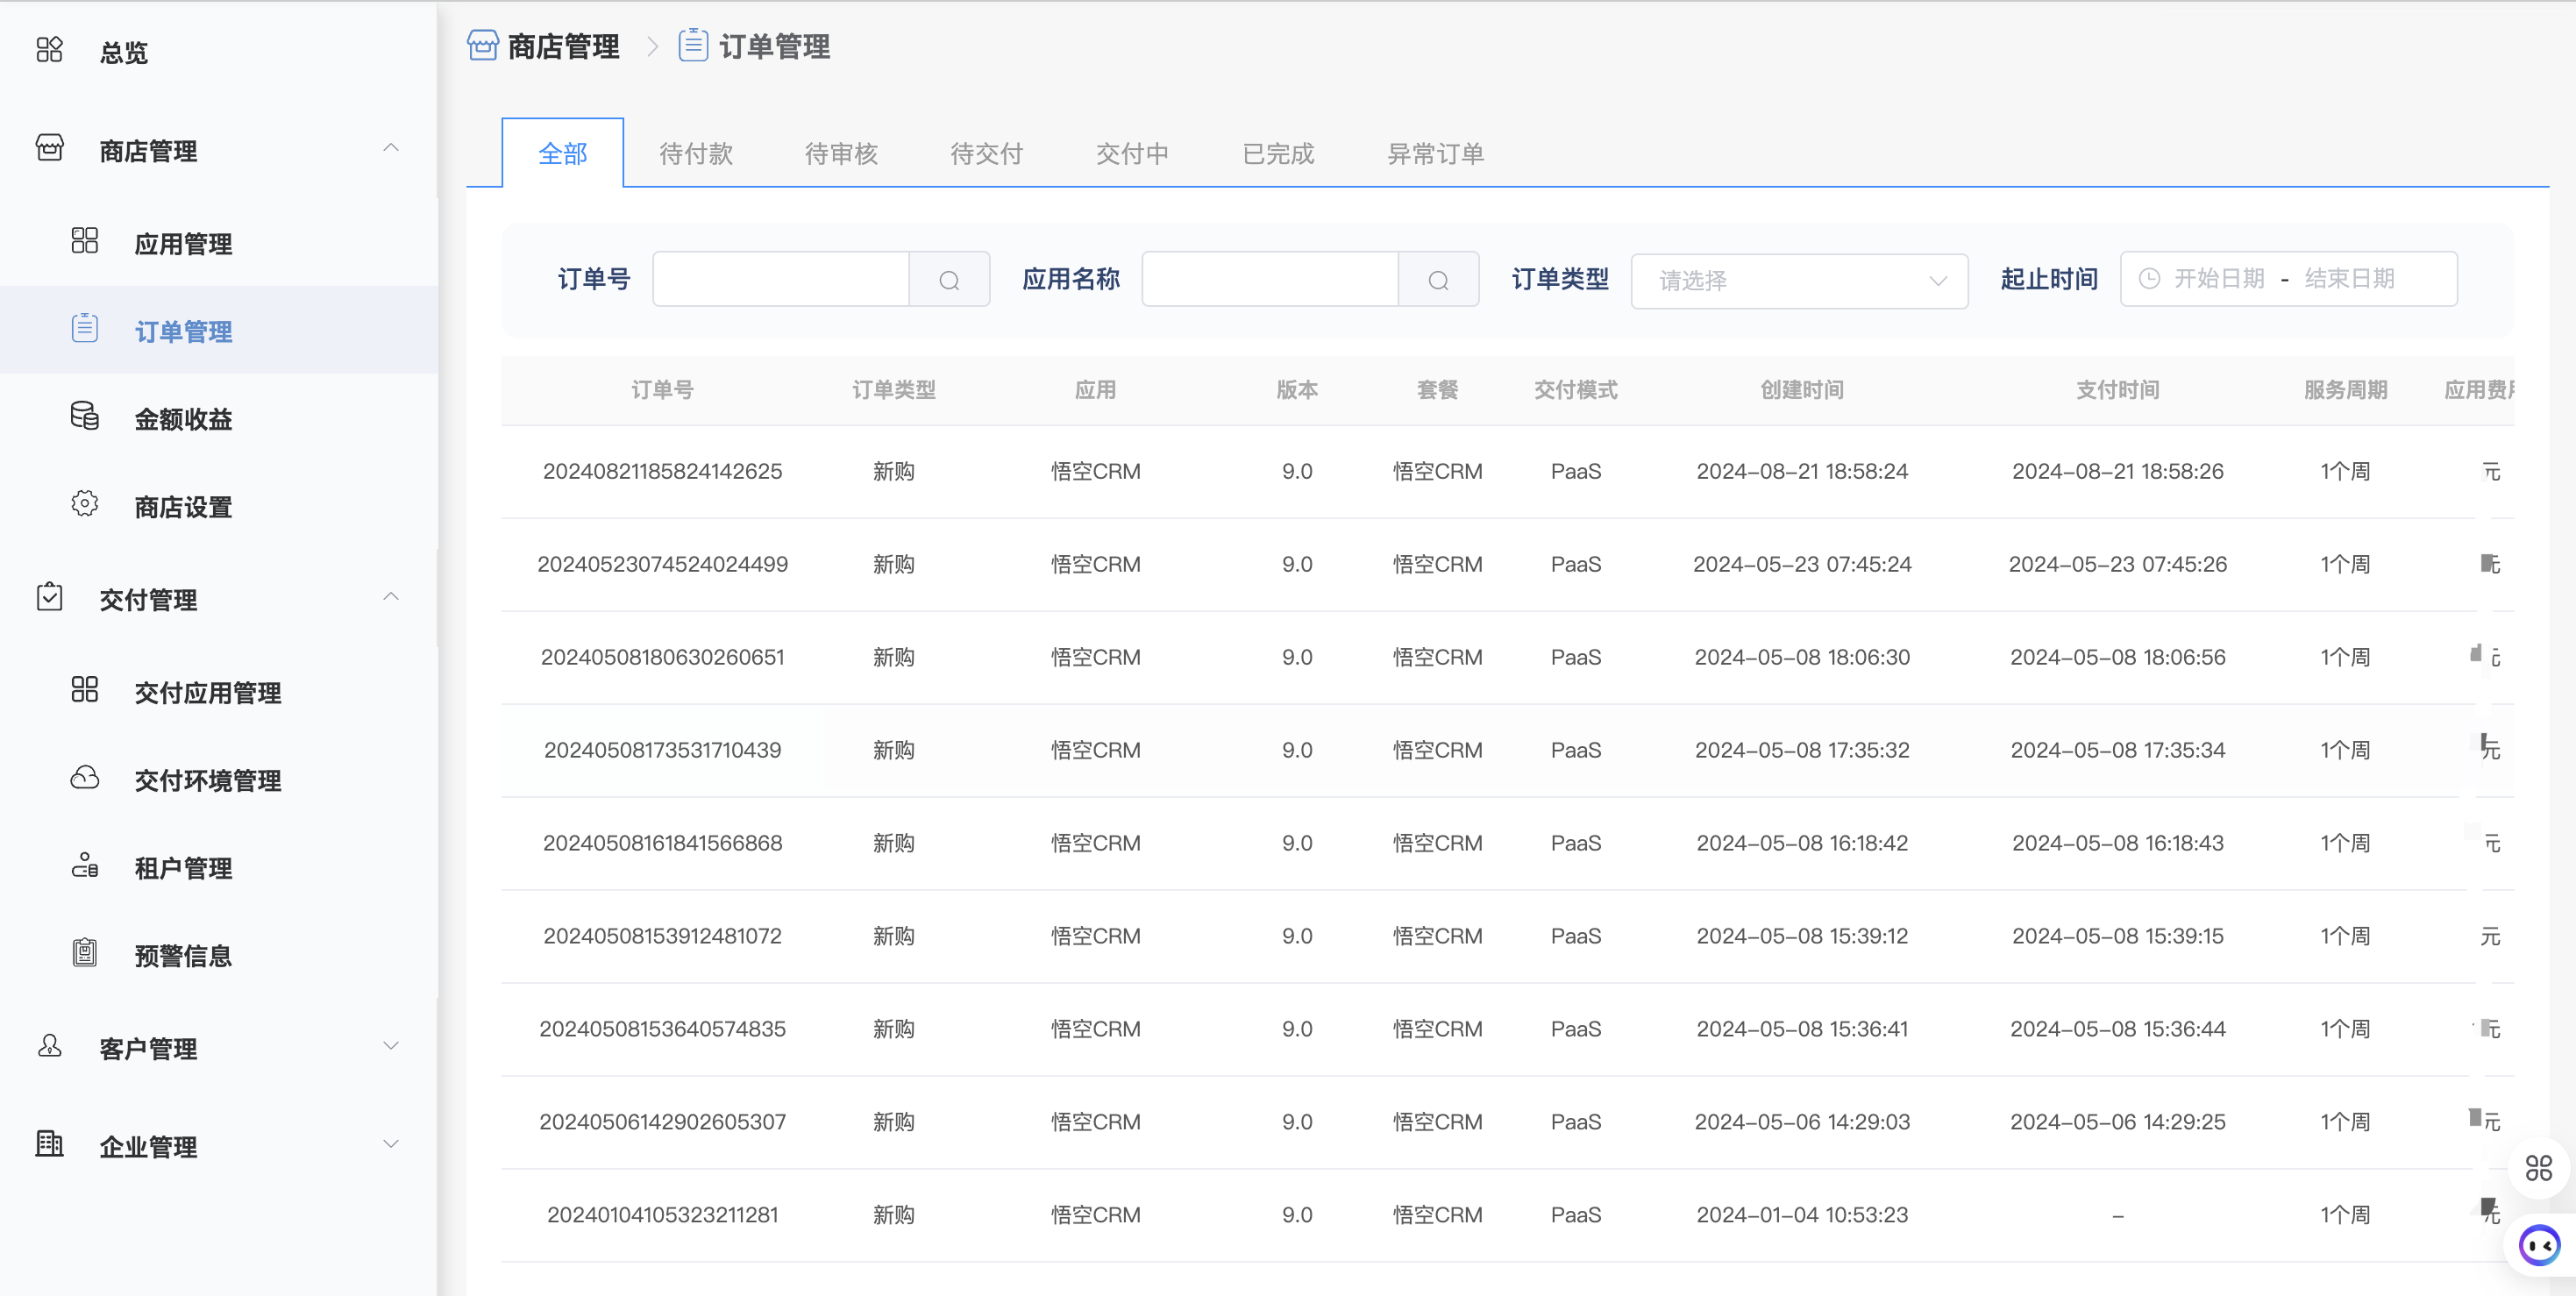 总览
商店管理
应用管理
订单管理
金额收益
商店设置
交付管理
交付应用管理
交付环境管理
租户管理
预警信息
客户管理
企业管理
商店管理 > 订单管理
全部 待付款 待审核 待交付 交付中 已完成 异常订单
订单号 应用名称 订单类型 请选择 起止时间 开始日期 - 结束日期
订单号 订单类型 应用 版本 套餐 交付模式 创建时间 支付时间 服务周期 应用费
20240821185824142625 新购 悟空CRM 9.0 悟空CRM PaaS 2024-08-21 18:58:24 2024-08-21 18:58:26 1个周 元
20240523074524024499 新购 悟空CRM 9.0 悟空CRM PaaS 2024-05-23 07:45:24 2024-05-23 07:45:26 1个周 元
20240508180630260651 新购 悟空CRM 9.0 悟空CRM PaaS 2024-05-08 18:06:30 2024-05-08 18:06:56 1个周
20240508173531710439 新购 悟空CRM 9.0 悟空CRM PaaS 2024-05-08 17:35:32 2024-05-08 17:35:34 1个周 元
20240508161841566868 新购 悟空CRM 9.0 悟空CRM PaaS 2024-05-08 16:18:42 2024-05-08 16:18:43 1个周 元
20240508153912481072 新购 悟空CRM 9.0 悟空CRM PaaS 2024-05-08 15:39:12 2024-05-08 15:39:15 1个周 元
20240508153640574835 新购 悟空CRM 9.0 悟空CRM PaaS 2024-05-08 15:36:41 2024-05-08 15:36:44 1个周 元
20240506142902605307 新购 悟空CRM 9.0 悟空CRM PaaS 2024-05-06 14:29:03 2024-05-06 14:29:25 1个周 元
20240104105323211281 新购 悟空CRM 9.0 悟空CRM PaaS 2024-01-04 10:53:23 – 1个周 元